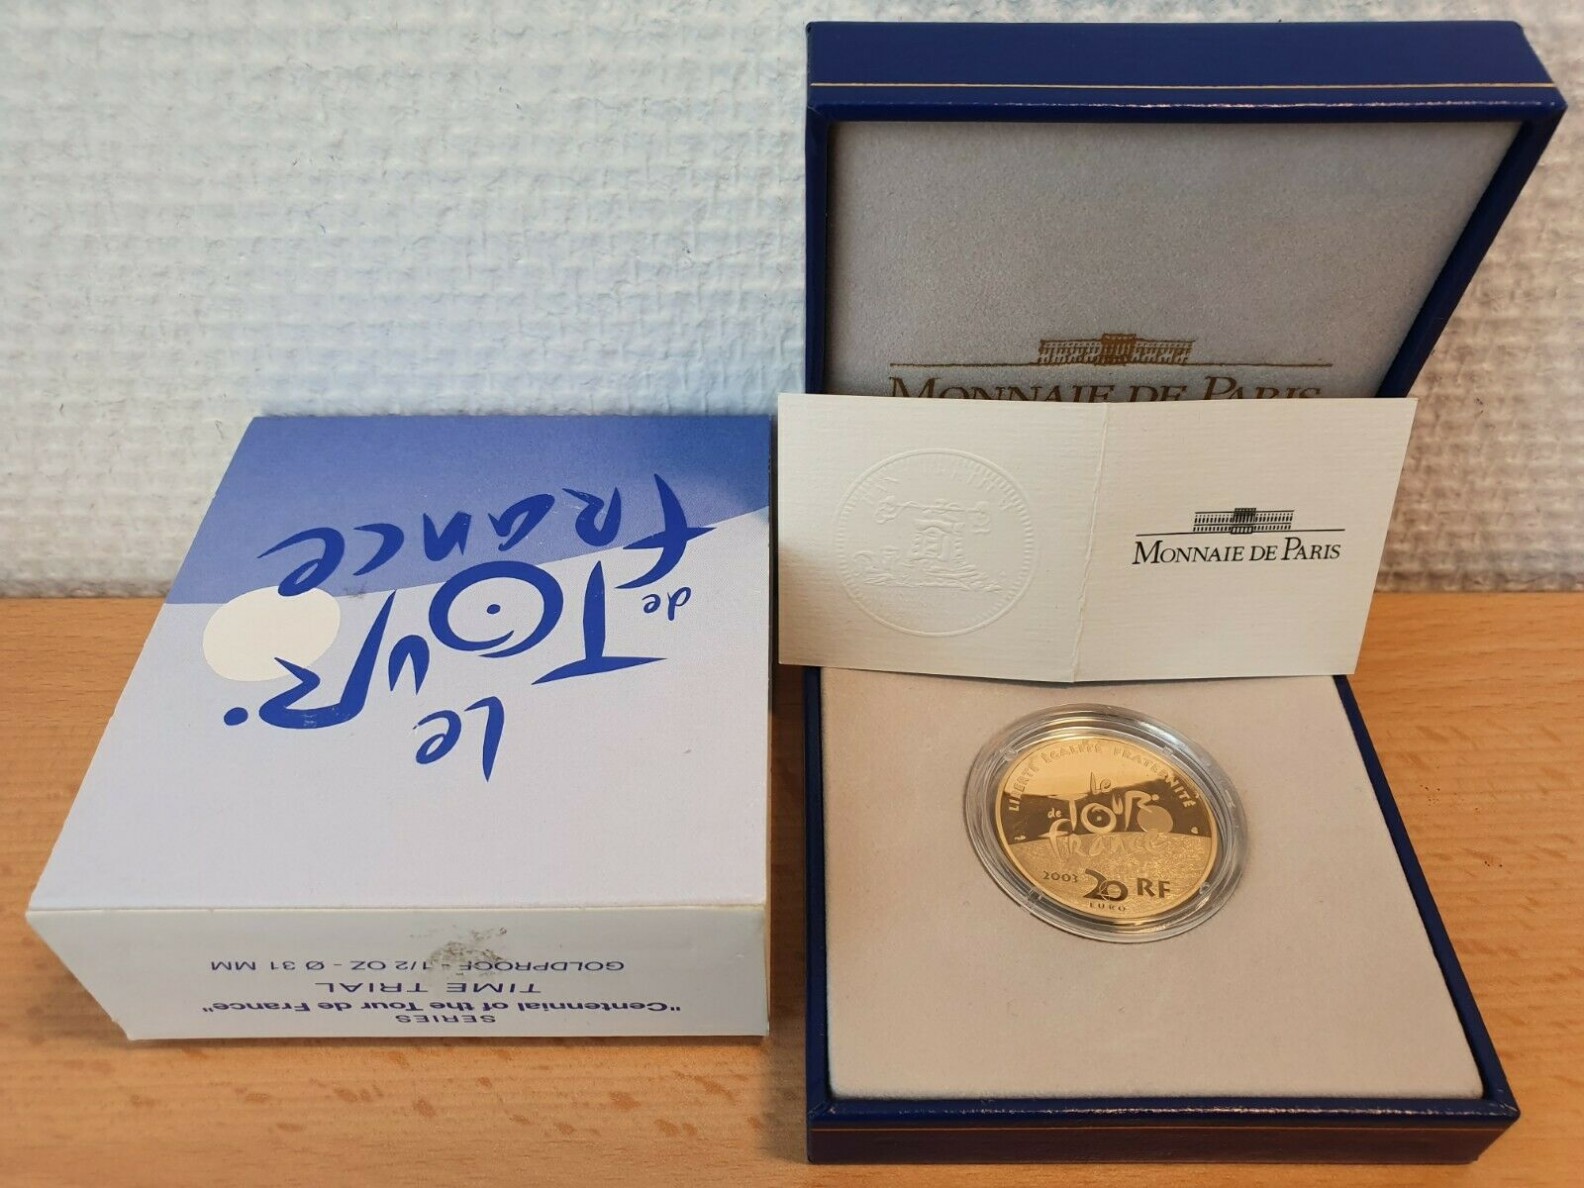 Le
TOUR
de
France
SERIES
"Centennial of the Tour de France"
TIME TRIAL
GOLDPROOF - 1/2 OZ - Ø 31 MM
MONNAIE DE PARIS
MONNAIE DE PARIS
LIBERTÉ ÉGALITÉ FRATERNITÉ
le
TOUR
de
france
2003 20 RF
EURO